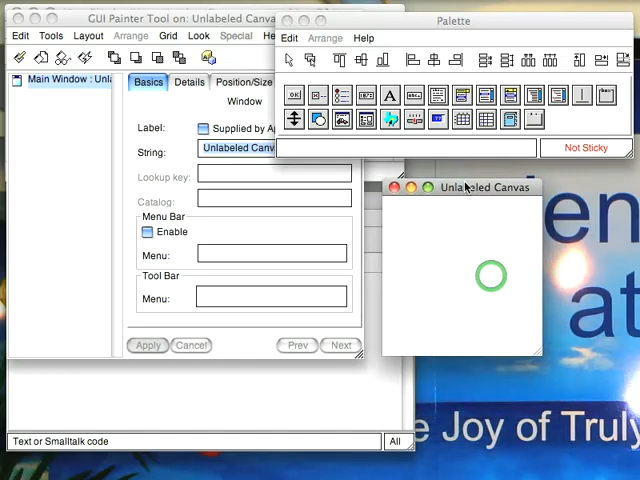 GUI Painter Tool on: Unlabeled Canva
Edit Tools Layout Arrange Grid Look Special He
Main Window : Unla
Basics Details Position/Size
Window
Label: Supplied by Ap
String: Unlabeled Canv
Lookup key:
Catalog:
Menu Bar
Enable
Menu:
Tool Bar
Menu:
Apply Cancel Prev Next
Palette
Edit Arrange Help
OK
Not Sticky
Unlabeled Canvas
en
at
e Joy of Truly
Text or Smalltalk code
All